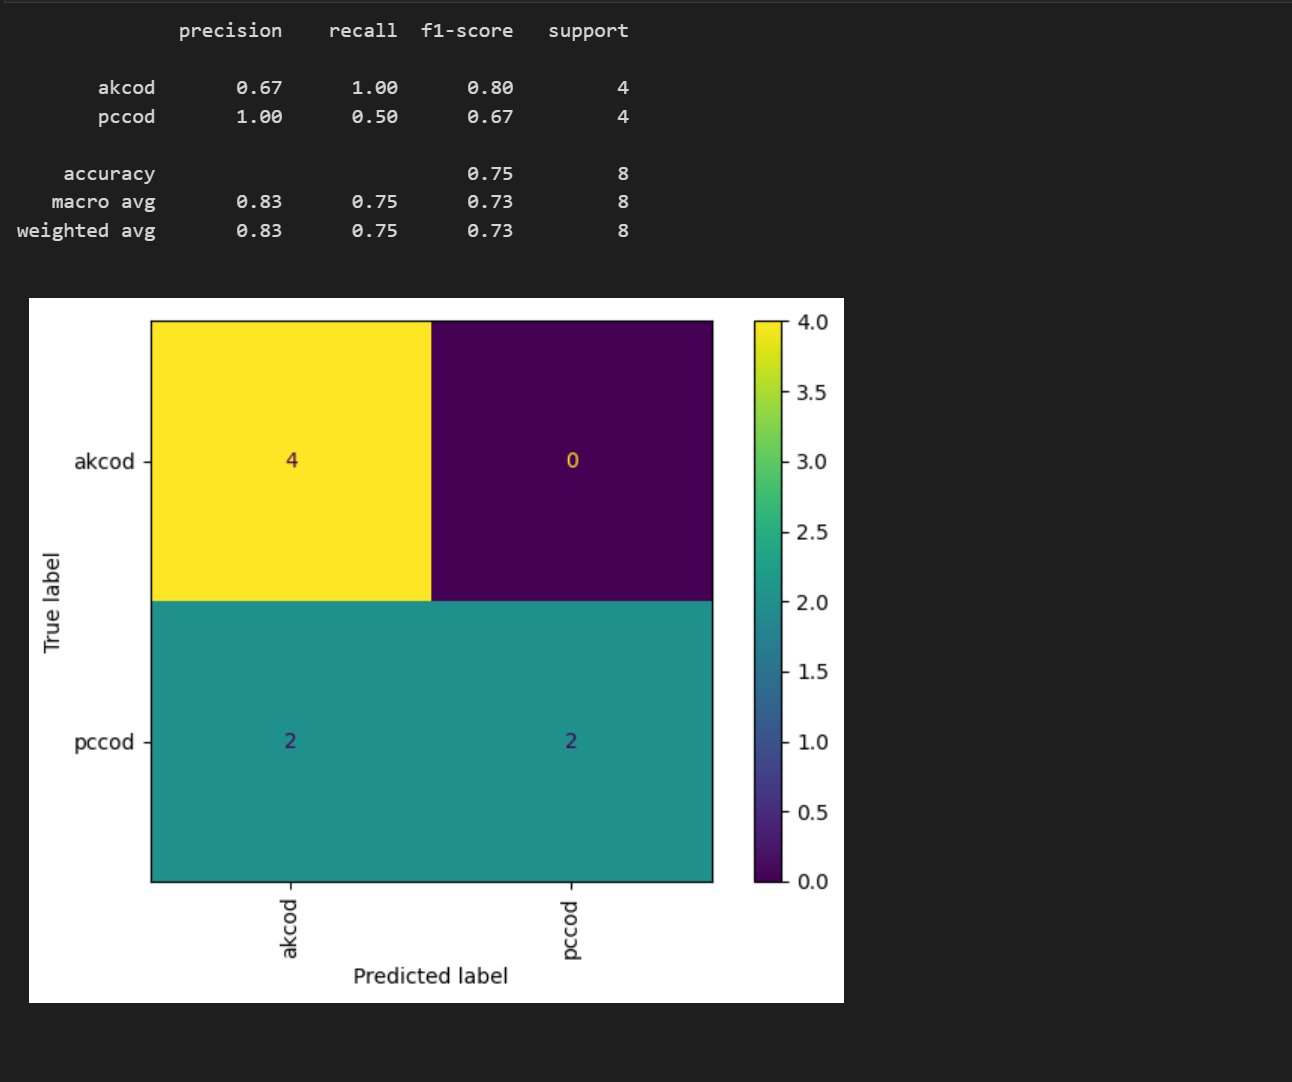 precision recall f1-score support
akcod 0.67 1.00 0.80 4
pccod 1.00 0.50 0.67 4
accuracy 0.75 8
macro avg 0.83 0.75 0.73 8
weighted avg 0.83 0.75 0.73 8
4.0
3.5
akcod 4 0 3.0
2.5
True label
2.0
1.5
pccod 2 2 1.0
0.5
0.0
akcod pccod
Predicted label